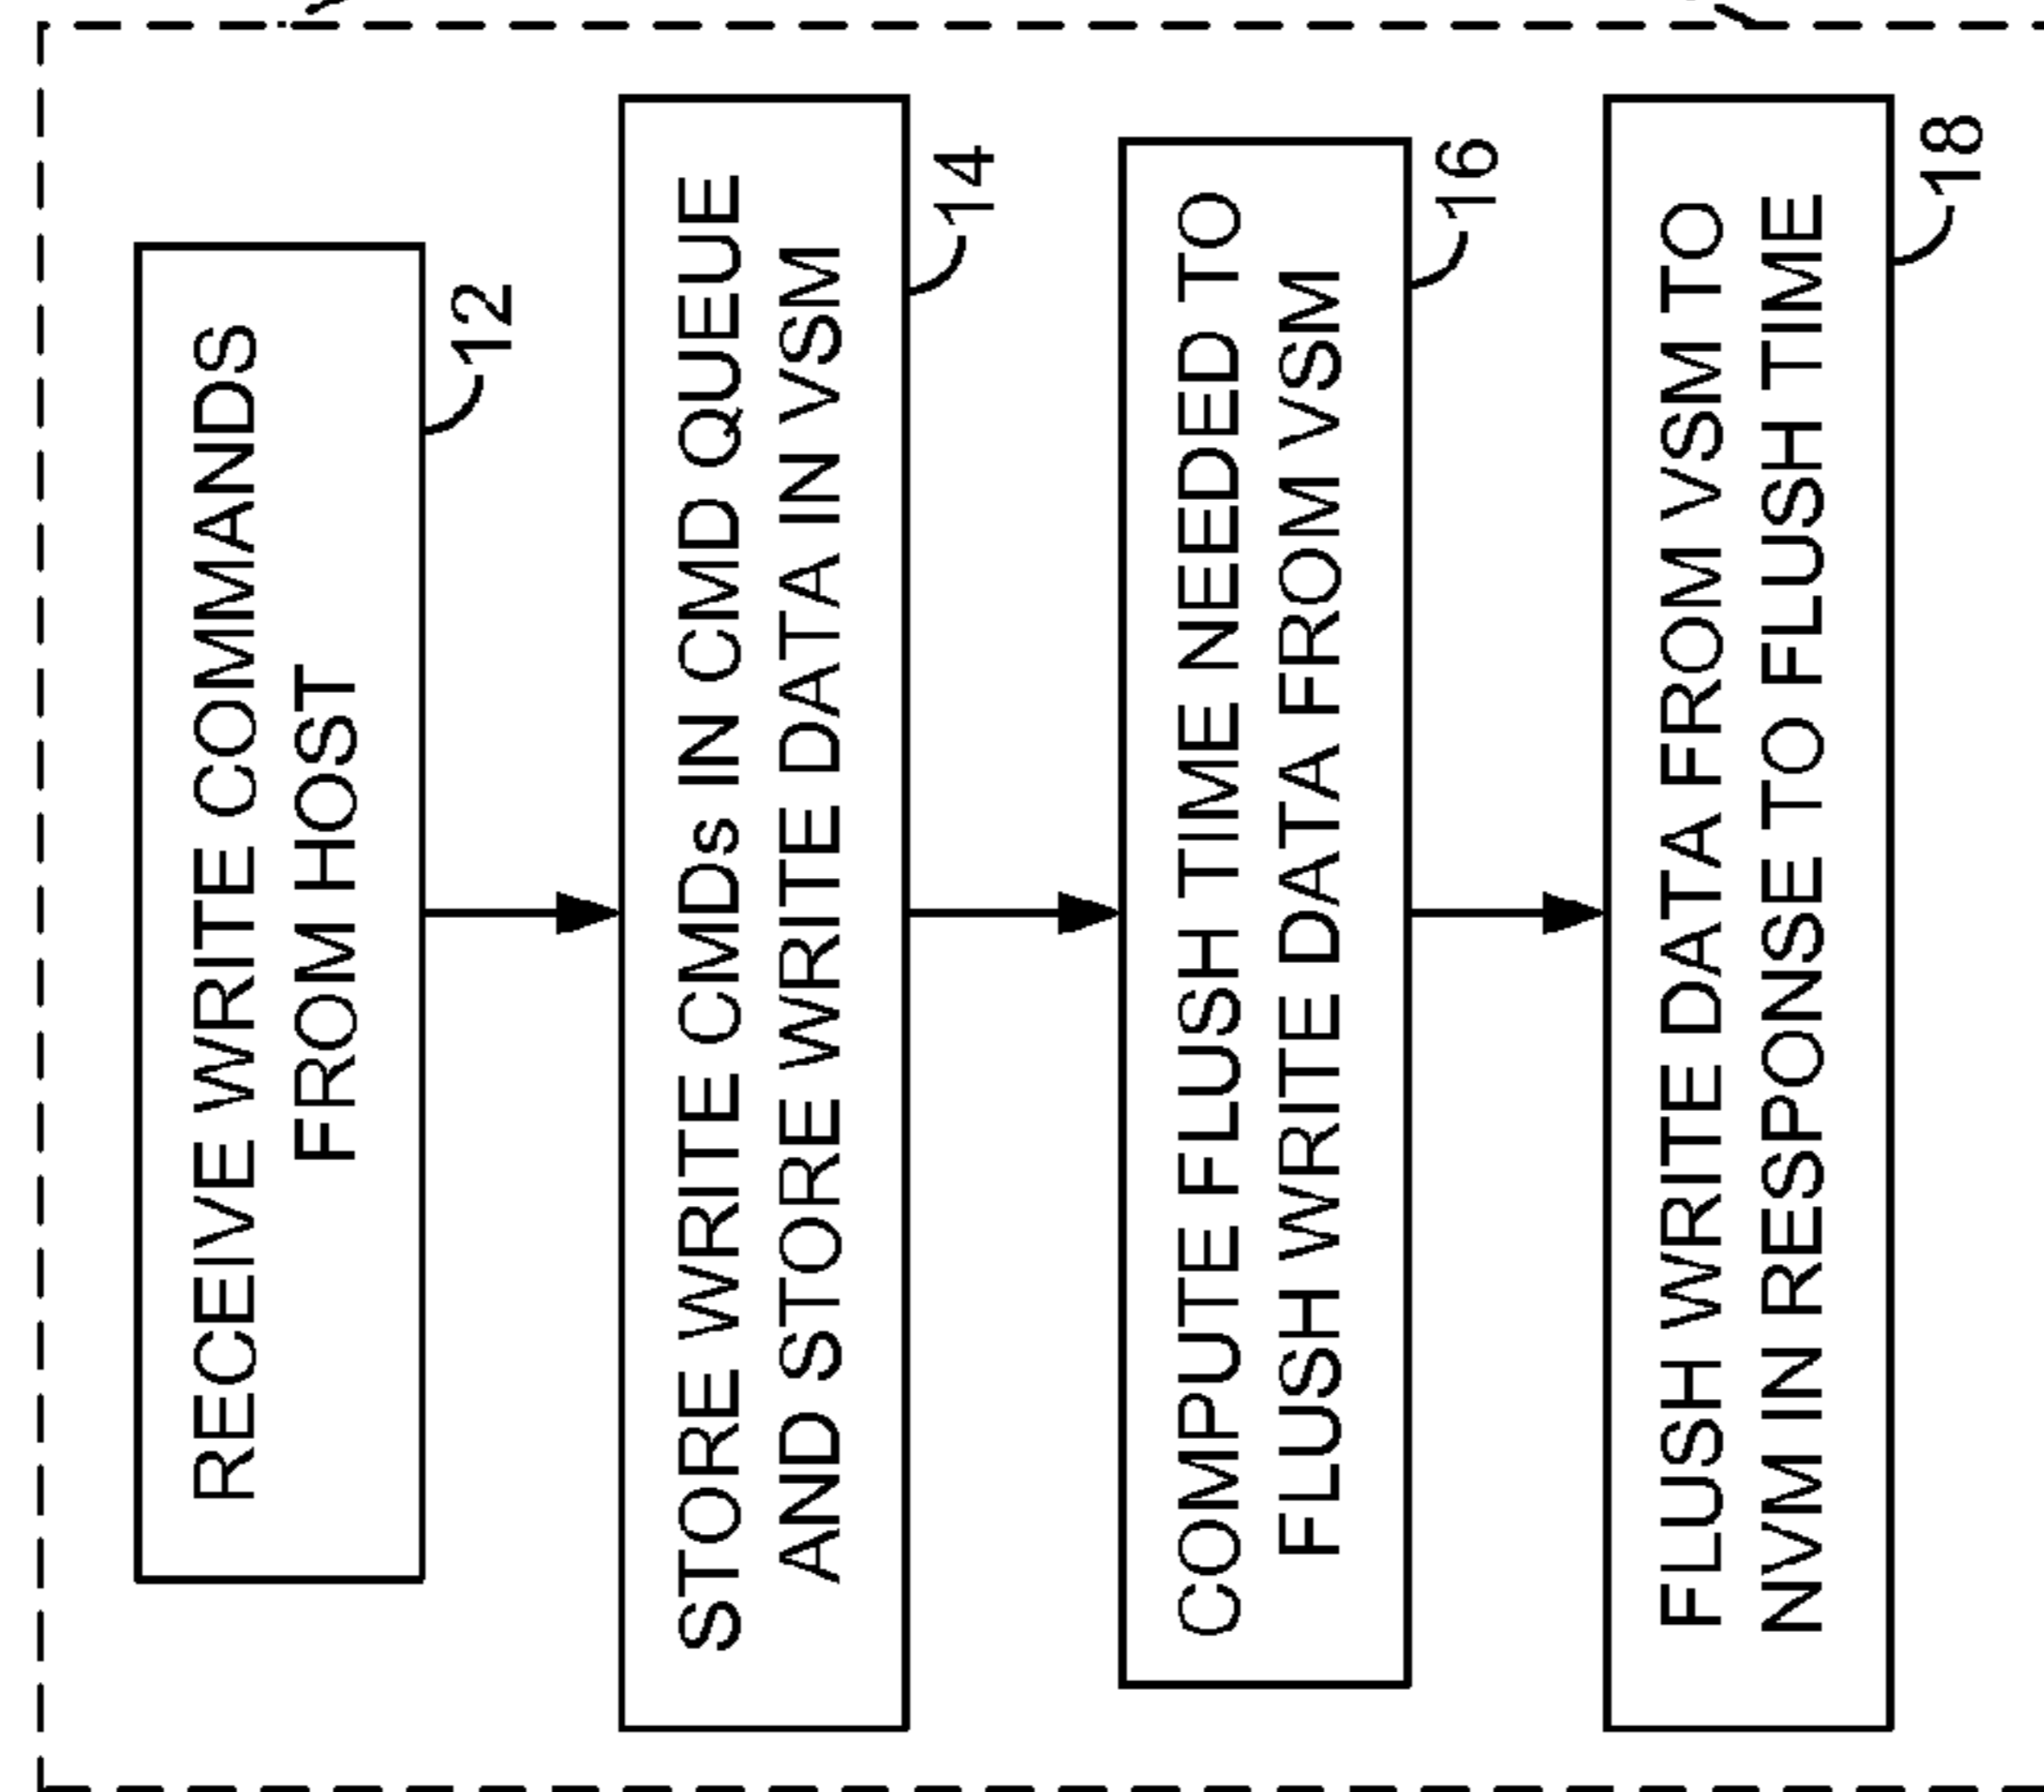 RECEIVE WRITE COMMANDS
FROM HOST
12
STORE WRITE CMDs IN CMD QUEUE
AND STORE WRITE DATA IN VSM
14
COMPUTE FLUSH TIME NEEDED TO
FLUSH WRITE DATA FROM VSM
16
FLUSH WRITE DATA FROM VSM TO
NVM IN RESPONSE TO FLUSH TIME
18